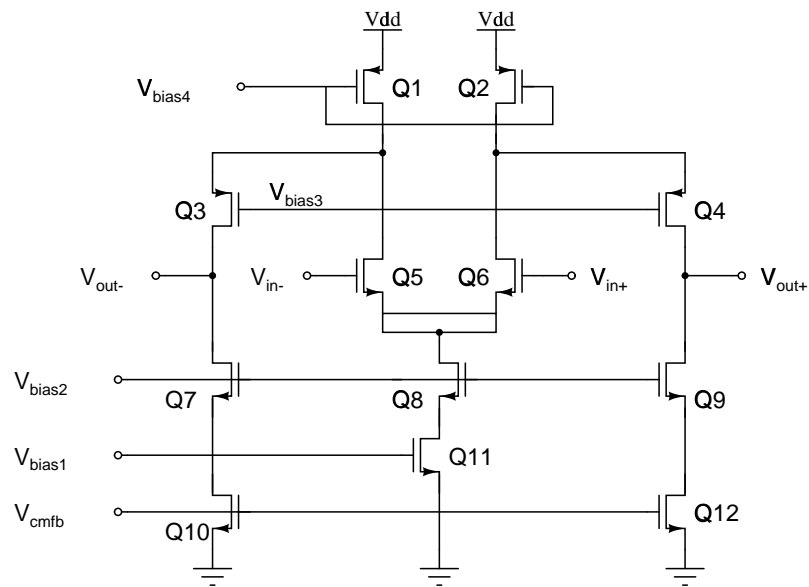 Vdd Vdd
Vbias4 Q1 Q2
Q3 Vbias3 Q4
Vout- Vin- Q5 Q6 Vin+ Vout+
Vbias2 Q7 Q8 Q9
Vbias1 Q11
Vcmfb Q10 Q12